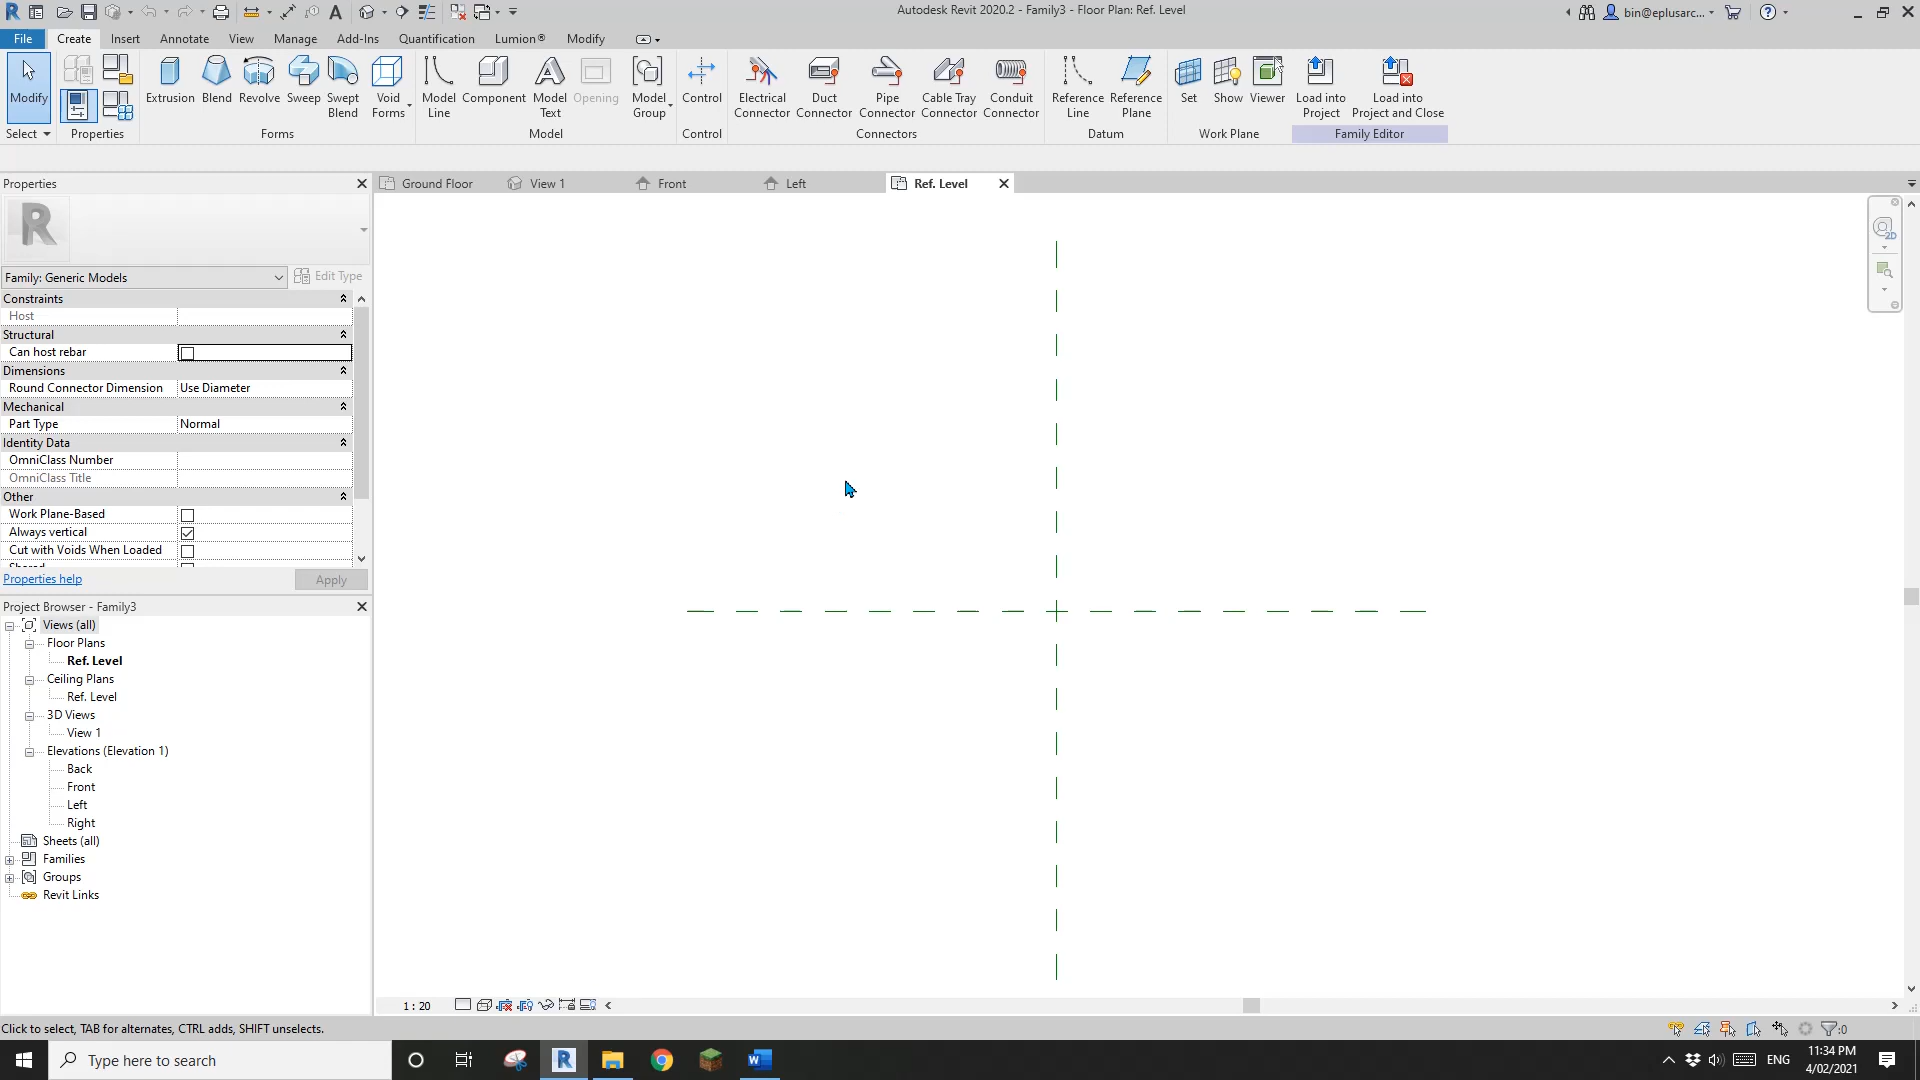 Autodesk Revit 2020.2 - Family3 - Floor Plan: Ref. Level
bin@eplusarc...
File Create Insert Annotate View Manage Add-Ins Quantification Lumion® Modify
Modify
Extrusion Blend Revolve Sweep Swept Blend Void Forms
Model Line Component Model Text Opening Model Group
Control
Electrical Connector Duct Connector Pipe Connector Cable Tray Connector Conduit Connector
Reference Line Reference Plane
Set Show Viewer
Load into Project Load into Project and Close
Select Properties Forms Model Control Connectors Datum Work Plane Family Editor
Properties
Ground Floor View 1 Front Left Ref. Level
Family: Generic Models
Edit Type
Constraints
Host
Structural
Can host rebar
Dimensions
Round Connector Dimension Use Diameter
Mechanical
Part Type Normal
Identity Data
OmniClass Number
OmniClass Title
Other
Work Plane-Based
Always vertical
Cut with Voids When Loaded
Shared
Properties help
Apply
Project Browser - Family3
Views (all)
Floor Plans
Ref. Level
Ceiling Plans
Ref. Level
3D Views
View 1
Elevations (Elevation 1)
Back
Front
Left
Right
Sheets (all)
Families
Groups
Revit Links
1 : 20
Click to select, TAB for alternates, CTRL adds, SHIFT unselects.
:0
Type here to search
ENG
11:34 PM
4/02/2021